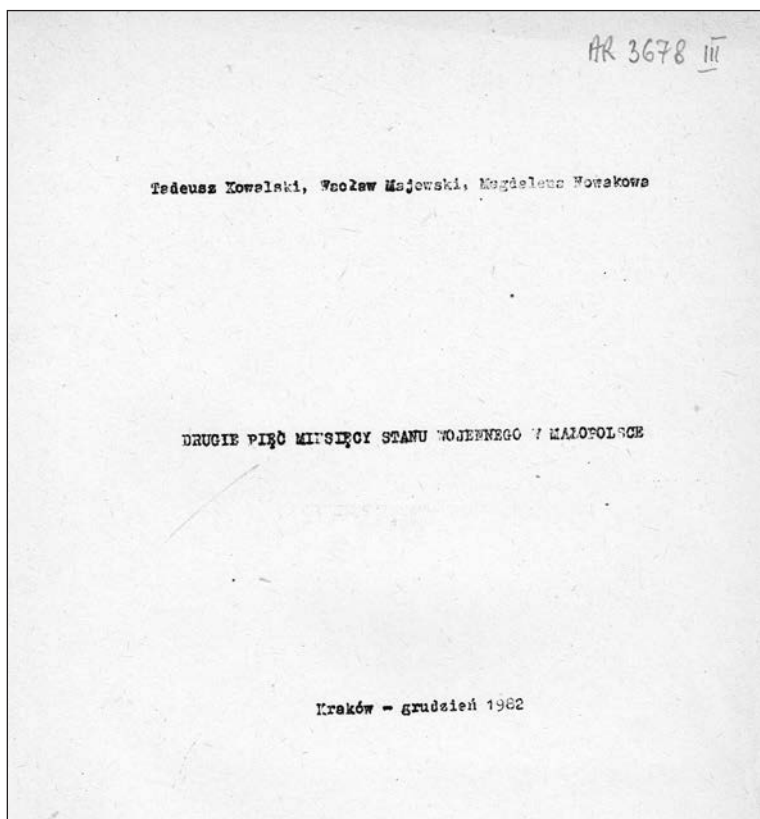 AR 3678 III
Tadeusz Kowalski, Wacław Majewski, Magdalena Nowakowa
DRUGIE PIĘĆ MIESIĘCY STANU WOJENNEGO W MAŁOPOLSCE
Kraków - grudzień 1982